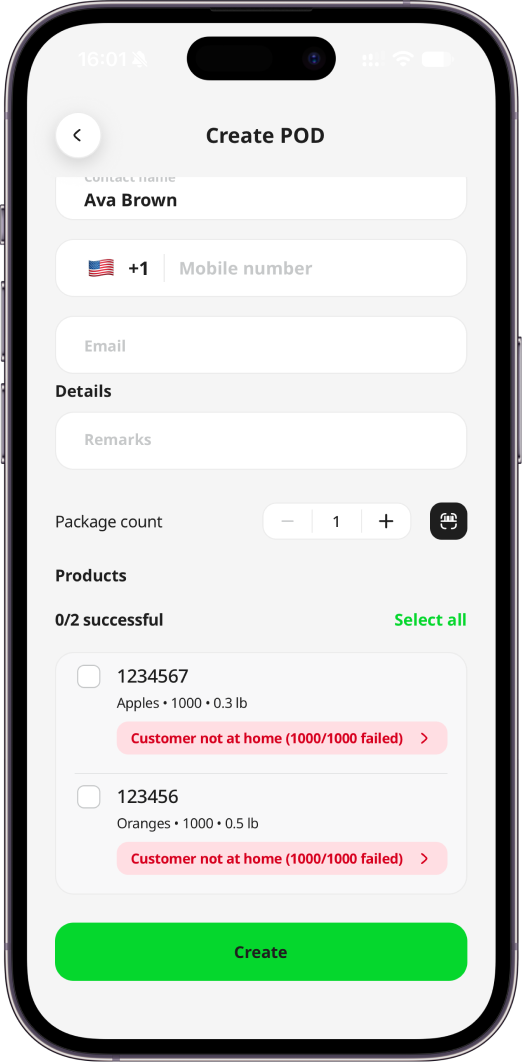 16:01
Create POD
Contact name
Ava Brown
+1
Mobile number
Email
Details
Remarks
Package count
1
Products
0/2 successful
Select all
1234567
Apples • 1000 • 0.3 lb
Customer not at home (1000/1000 failed)
123456
Oranges • 1000 • 0.5 lb
Customer not at home (1000/1000 failed)
Create